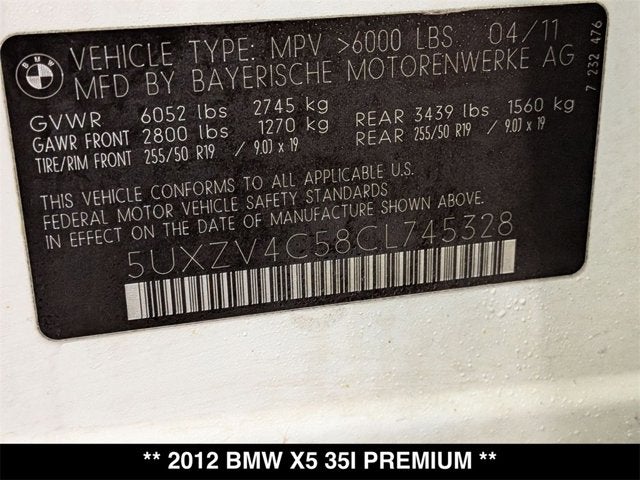 BMW
VEHICLE TYPE: MPV >6000 LBS 04/11
MFD BY BAYERISCHE MOTORENWERKE AG
7 232 476
GVWR 6052 lbs 2745 kg
GAWR FRONT 2800 lbs 1270 kg REAR 3439 lbs 1560 kg
TIRE/RIM FRONT 255/50 R19 / 9.0J x 19 REAR 255/50 R19 / 9.0J x 19
THIS VEHICLE CONFORMS TO ALL APPLICABLE U.S.
FEDERAL MOTOR VEHICLE SAFETY STANDARDS
IN EFFECT ON THE DATE OF MANUFACTURE SHOWN ABOVE.
5UXZV4C58CL745328
** 2012 BMW X5 35I PREMIUM **